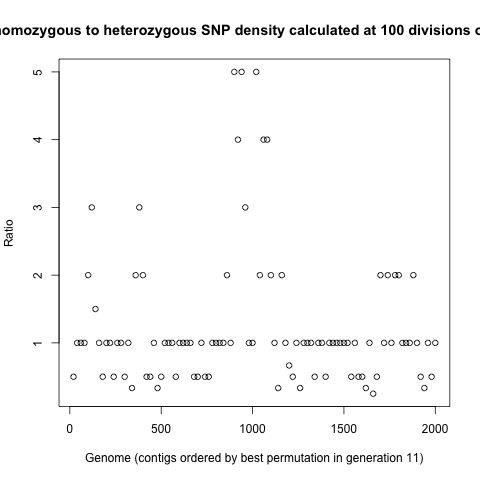 homozygous to heterozygous SNP density calculated at 100 divisions o
5
4
3
2
1
Ratio
0 500 1000 1500 2000
Genome (contigs ordered by best permutation in generation 11)